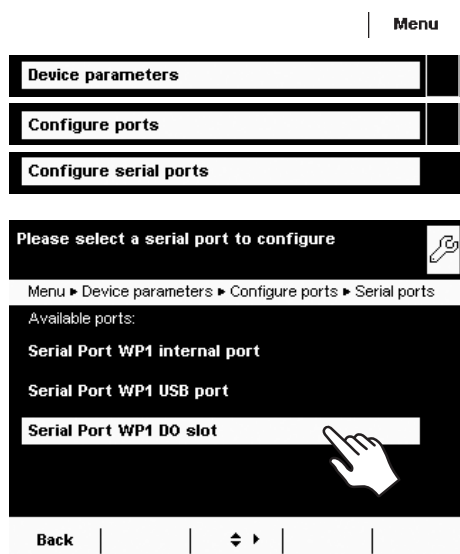 Menu
Device parameters
Configure ports
Configure serial ports
Please select a serial port to configure
Menu ▸ Device parameters ▸ Configure ports ▸ Serial ports
Available ports:
Serial Port WP1 internal port
Serial Port WP1 USB port
Serial Port WP1 DO slot
Back